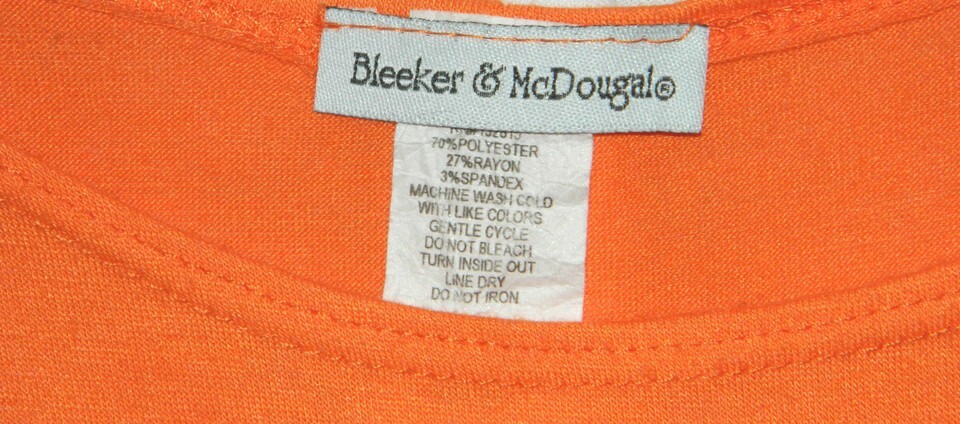 Bleeker & McDougal®
70%POLYESTER
27%RAYON
3%SPANDEX
MACHINE WASH COLD
WITH LIKE COLORS
GENTLE CYCLE
DO NOT BLEACH
TURN INSIDE OUT
LINE DRY
DO NOT IRON